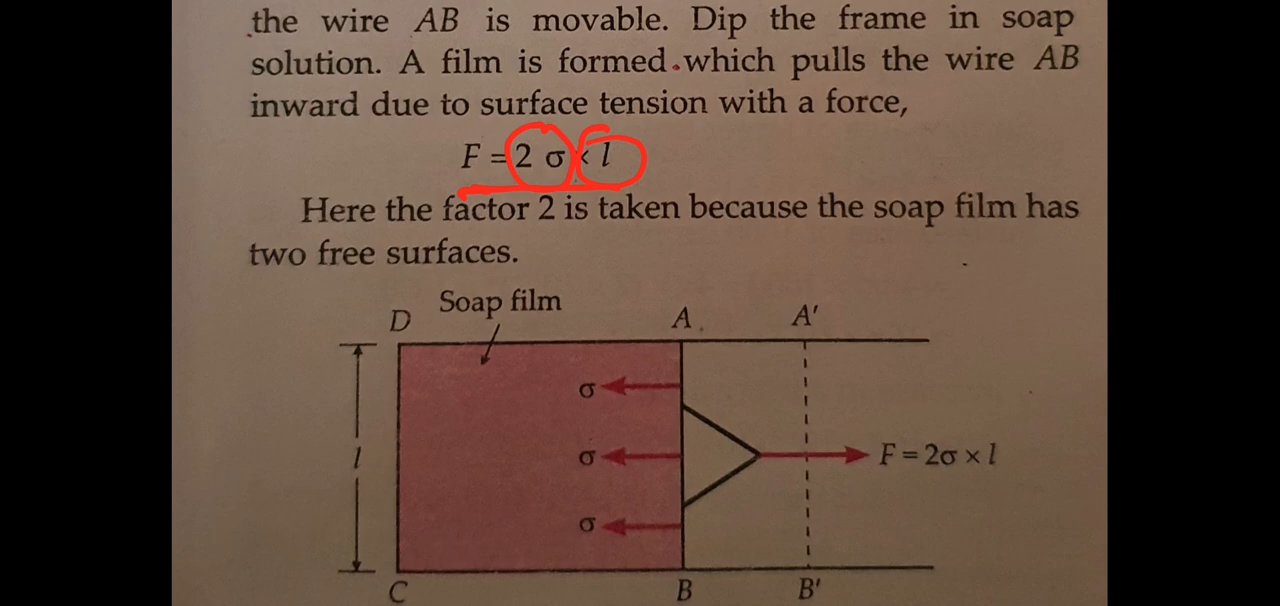 the wire AB is movable. Dip the frame in soap
solution. A film is formed which pulls the wire AB
inward due to surface tension with a force,
F = 2 σ × l
Here the factor 2 is taken because the soap film has
two free surfaces.
Soap film
D
A
A'
σ
l
σ
F = 2σ × l
σ
C
B
B'